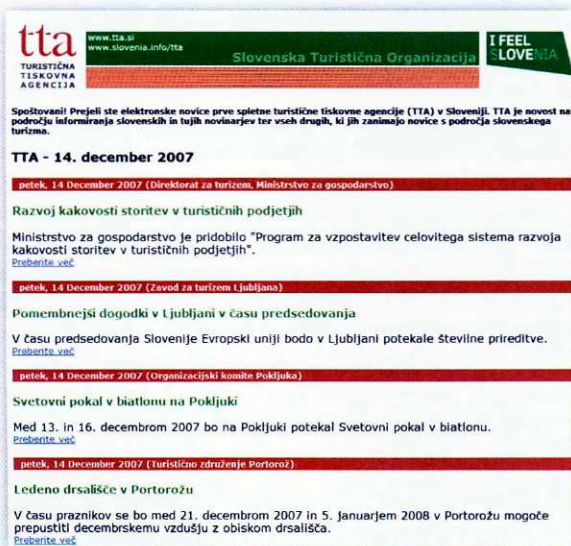 tta
TURISTIČNA
TISKOVNA
AGENCIJA
www.tta.si
www.slovenia.info/tta
Slovenska Turistična Organizacija
I FEEL
SLOVENIA
Spoštovani! Prejeli ste elektronske novice prve spletne turistične tiskovne agencije (TTA) v Sloveniji. TTA je novost na
področju informiranja slovenskih in tujih novinarjev ter vseh drugih, ki jih zanimajo novice s področja slovenskega
turizma.
TTA - 14. december 2007
petek, 14 December 2007 (Direktorat za turizem, Ministrstvo za gospodarstvo)
Razvoj kakovosti storitev v turističnih podjetjih
Ministrstvo za gospodarstvo je pridobilo "Program za vzpostavitev celovitega sistema razvoja
kakovosti storitev v turističnih podjetjih".
Preberite več
petek, 14 December 2007 (Zavod za turizem Ljubljana)
Pomembnejši dogodki v Ljubljani v času predsedovanja
V času predsedovanja Slovenije Evropski uniji bodo v Ljubljani potekale številne prireditve.
Preberite več
petek, 14 December 2007 (Organizacijski komite Pokljuka)
Svetovni pokal v biatlonu na Pokljuki
Med 13. in 16. decembrom 2007 bo na Pokljuki potekal Svetovni pokal v biatlonu.
Preberite več
petek, 14 December 2007 (Turistično združenje Portorož)
Ledeno drsališče v Portorožu
V času praznikov se bo med 21. decembrom 2007 in 5. januarjem 2008 v Portorožu mogoče
prepustiti decembrskemu vzdušju z obiskom drsališča.
Preberite več